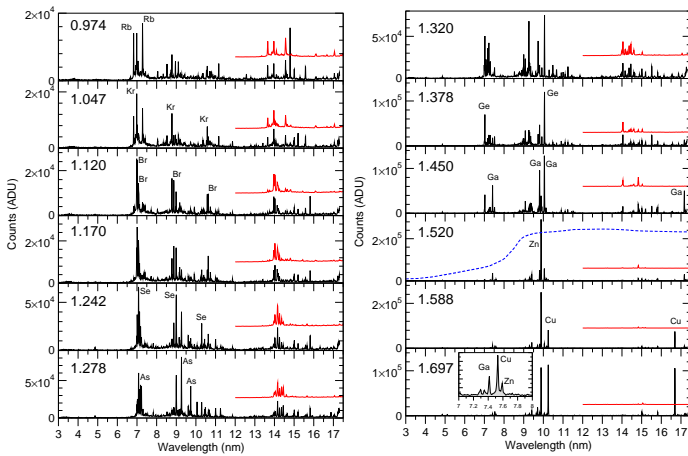 0.974
Rb
Rb
2×10⁴
0
1.047
Kr
Kr
Kr
2×10⁴
0
1.120
Br
Br
Br
Br
2×10⁴
0
1.170
2×10⁴
0
1.242
Se
Se
Se
5×10⁴
0
1.278
As
As
As
5×10⁴
0
Counts (ADU)
3 4 5 6 7 8 9 10 11 12 13 14 15 16 17
Wavelength (nm)
1.320
5×10⁴
0
1.378
Ge
Ge
1×10⁵
0
1.450
Ga
Ga
Ga
Ga
1×10⁵
0
1.520
Zn
2×10⁵
0
1.588
Cu
Cu
2×10⁵
0
1.697
Ga
Cu
Zn
7 7.2 7.4 7.6 7.8 8
1×10⁵
0
Counts (ADU)
3 4 5 6 7 8 9 10 11 12 13 14 15 16 17
Wavelength (nm)